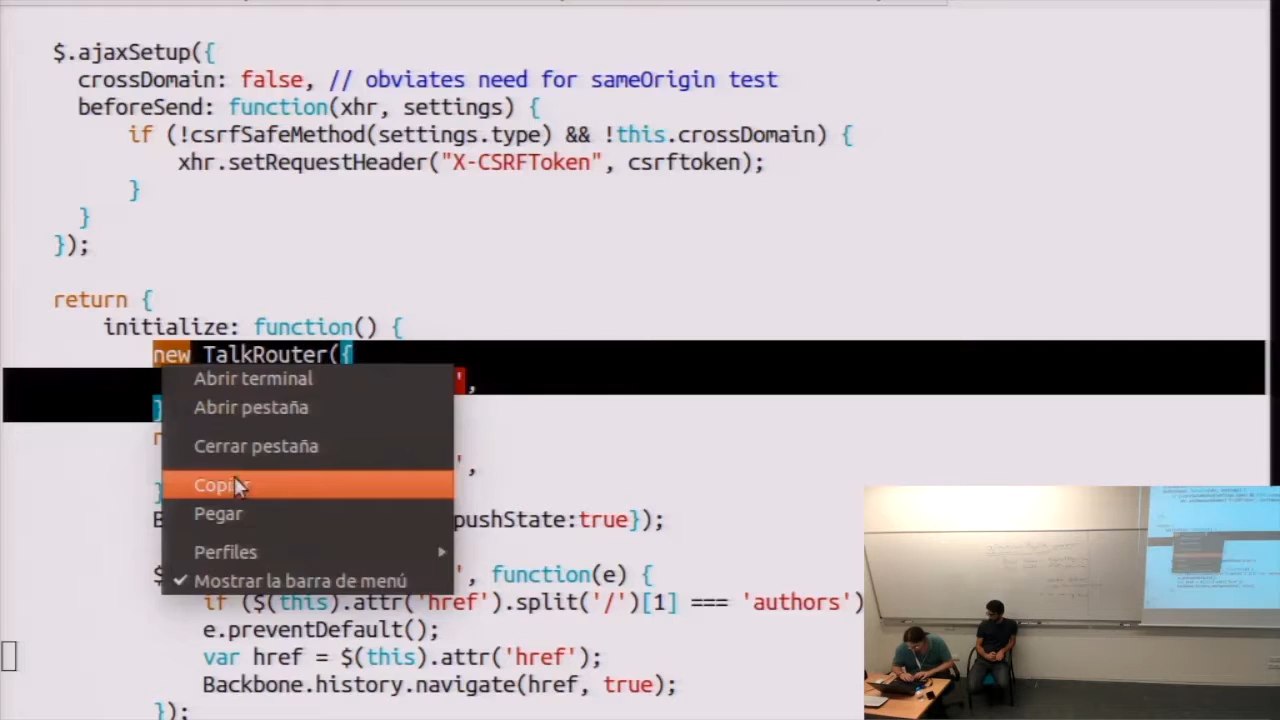 $.ajaxSetup({
crossDomain: false, // obviates need for sameOrigin test
beforeSend: function(xhr, settings) {
if (!csrfSafeMethod(settings.type) && !this.crossDomain) {
xhr.setRequestHeader("X-CSRFToken", csrftoken);
}
}
});
return {
initialize: function() {
new TalkRouter({
Abrir terminal
',
Abrir pestaña
}
Cerrar pestaña
',
Copiar
}
Pegar
pushState:true});
Perfiles
', function(e) {
Mostrar la barra de menú
if ($(this).attr('href').split('/')[1] === 'authors')
e.preventDefault();
var href = $(this).attr('href');
Backbone.history.navigate(href, true);
});